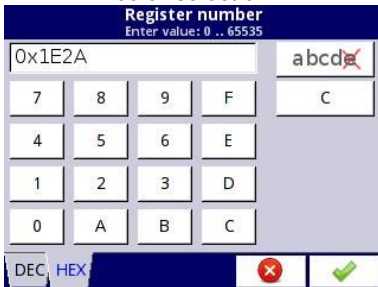 Register number
Enter value: 0 .. 65535
0x1E2A
abcde
7 8 9 F C
4 5 6 E
1 2 3 D
0 A B C
DEC HEX